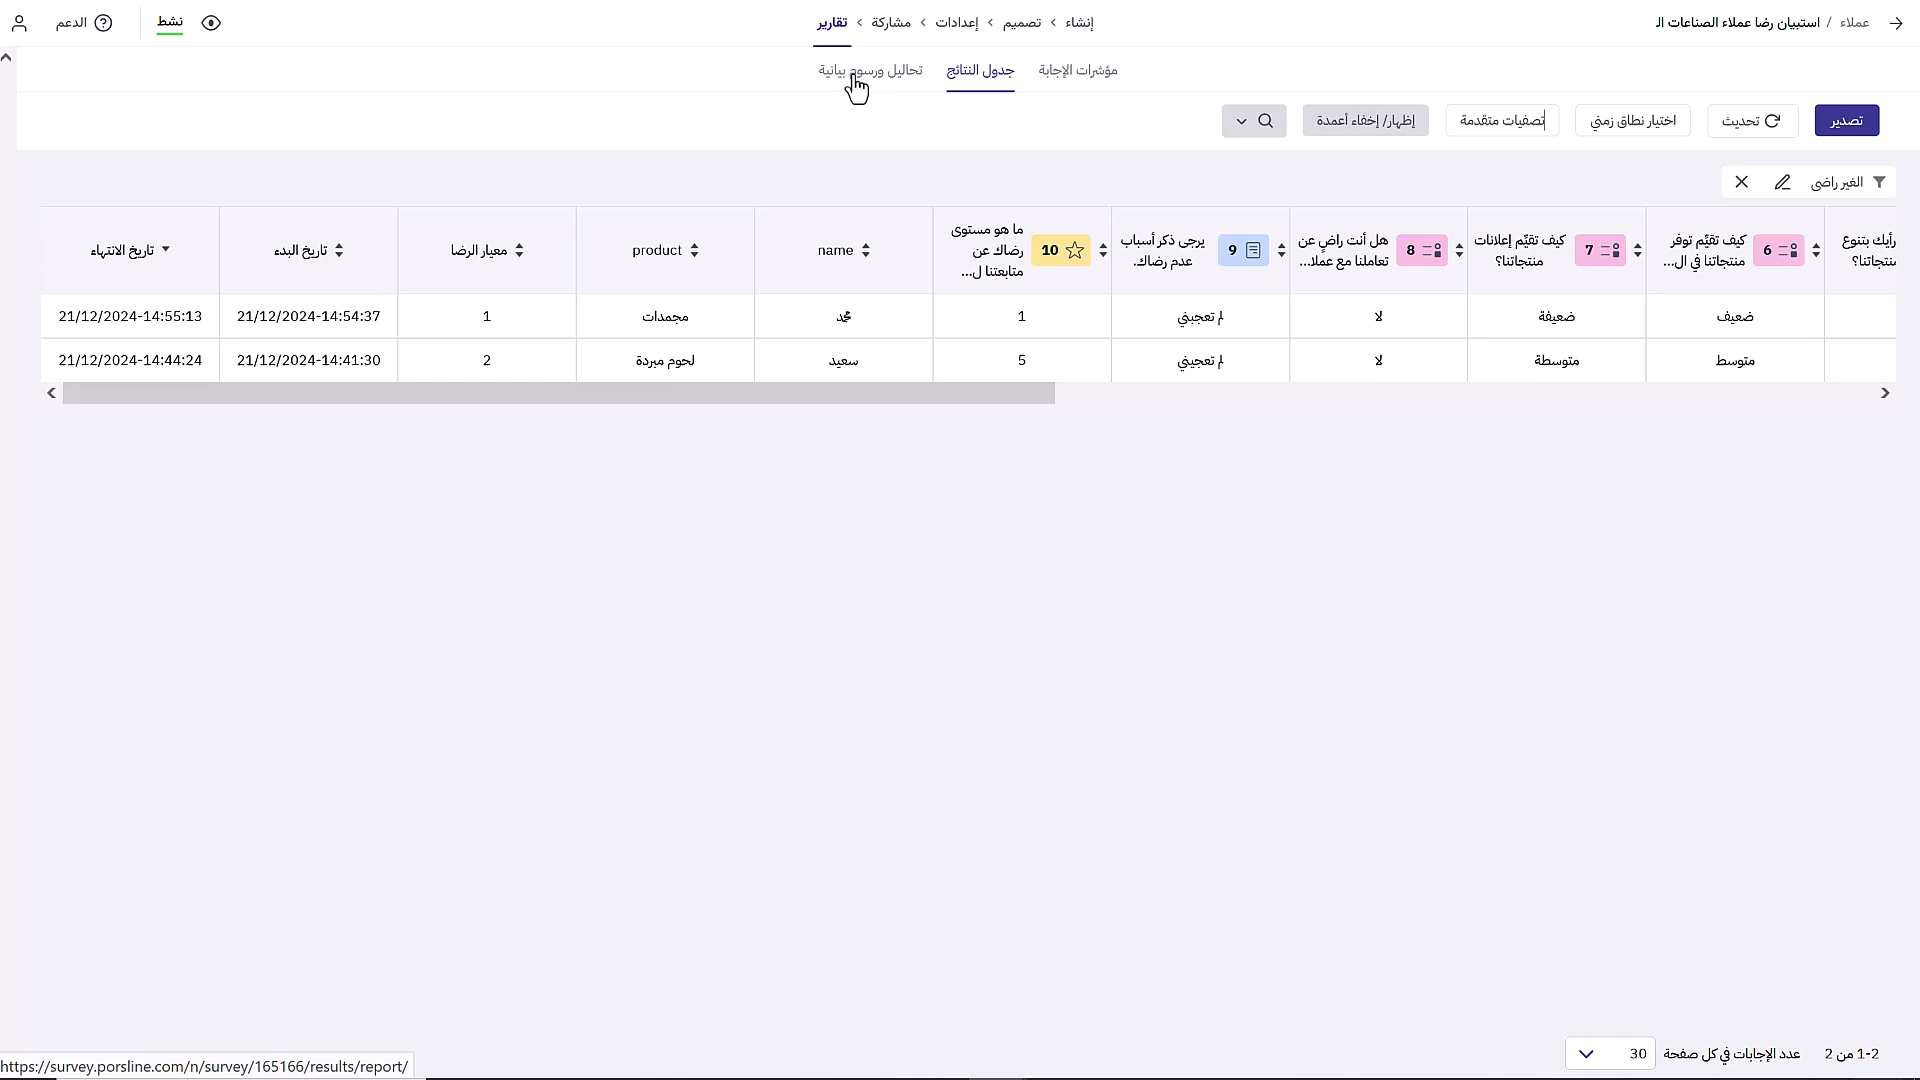 عملاء / استبيان رضا عملاء الصناعات الـ
إنشاء > تصميم > إعدادات > مشاركة > تقارير
نشط
الدعم
مؤشرات الإجابة
جدول النتائج
تحاليل ورسوم بيانية
تصدير
تحديث
اختيار نطاق زمني
تصفيات متقدمة
إظهار/ إخفاء أعمدة
الغير راضى
رأيك بتنوع
منتجاتنا؟
6 كيف تقيّم توفر
منتجاتنا في ال...
7 كيف تقيّم إعلانات
منتجاتنا؟
8 هل أنت راضٍ عن
تعاملنا مع عملا...
9 يرجى ذكر أسباب
عدم رضاك.
10 ما هو مستوى
رضاك عن
متابعتنا ل...
name
product
معيار الرضا
تاريخ البدء
تاريخ الانتهاء
ضعيف ضعيفة لا لم تعجبني 1 محمد مجمدات 1 21/12/2024-14:54:37 21/12/2024-14:55:13
متوسط متوسطة لا لم تعجيني 5 سعيد لحوم مبردة 2 21/12/2024-14:41:30 21/12/2024-14:44:24
1-2 من 2 عدد الإجابات في كل صفحة 30
https://survey.porsline.com/n/survey/165166/results/report/